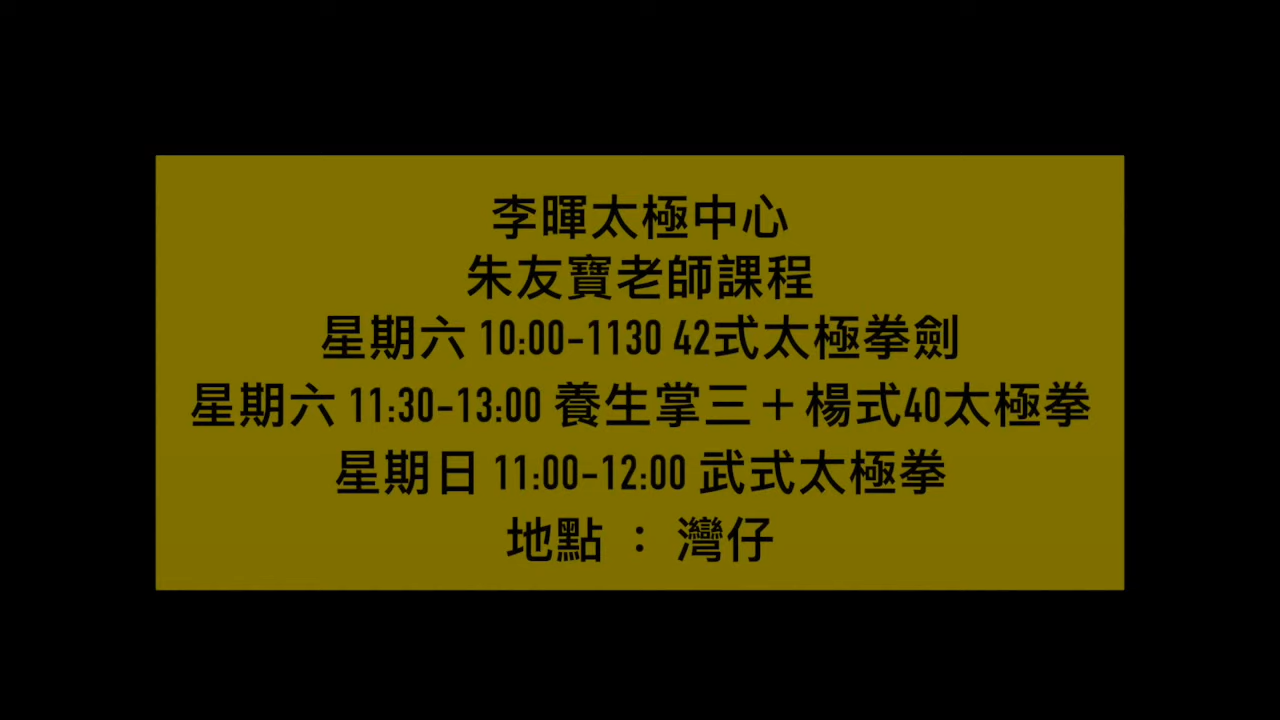 李暉太極中心
朱友寶老師課程
星期六 10:00-1130 42式太極拳劍
星期六 11:30-13:00 養生掌三＋楊式40太極拳
星期日 11:00-12:00 武式太極拳
地點 ： 灣仔